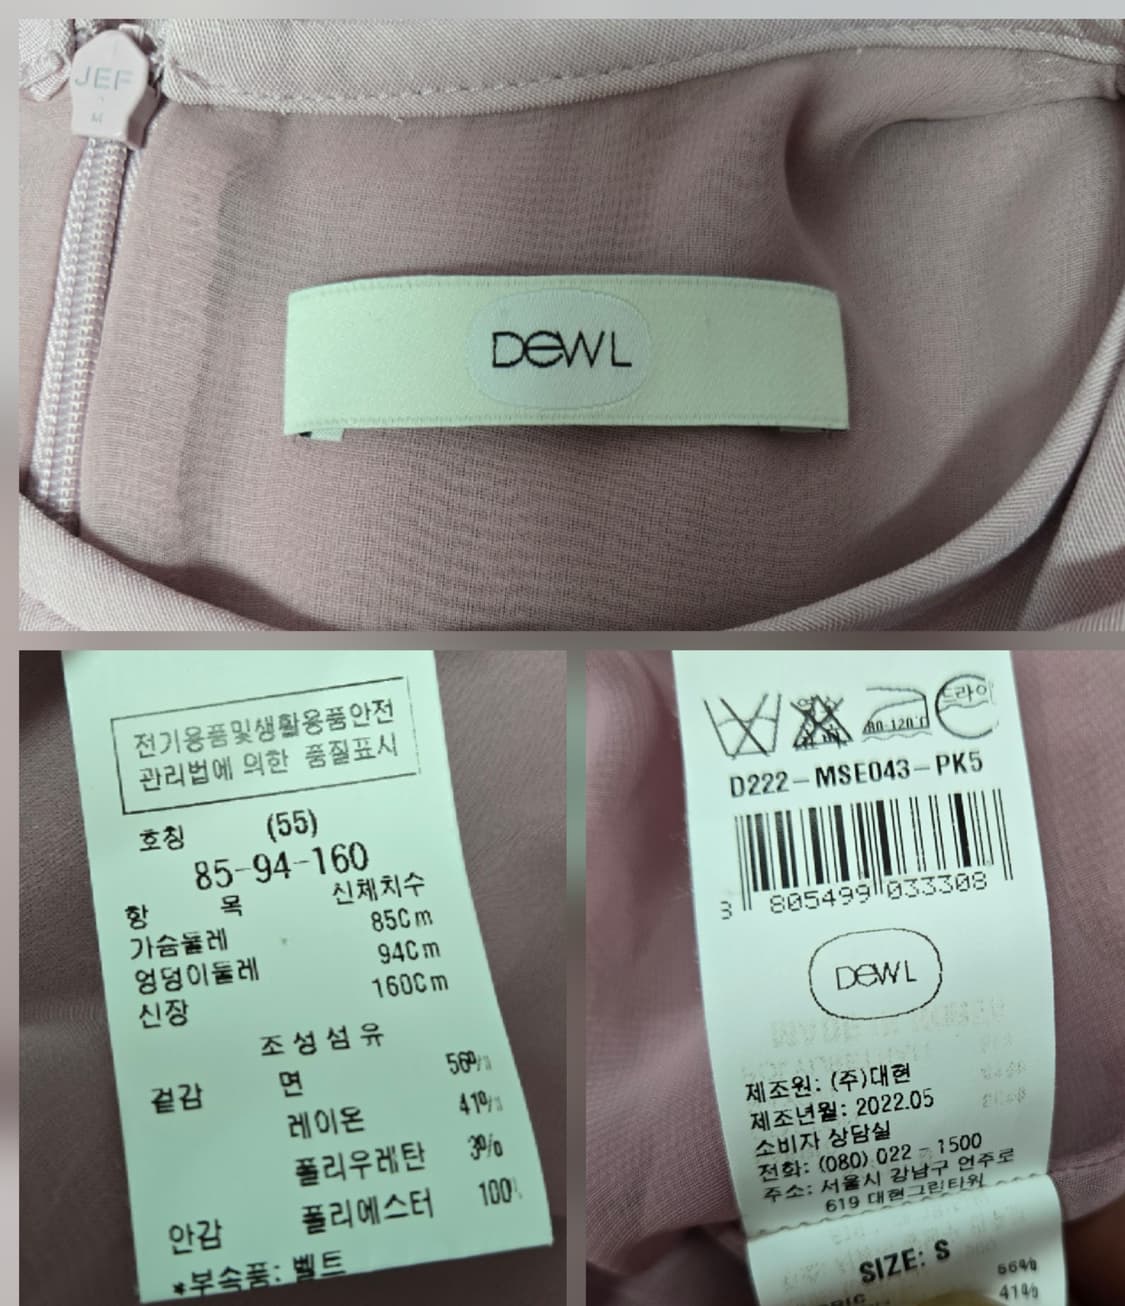 JEF
M
DEWL
전기용품및생활용품안전
관리법에 의한 품질표시
호칭 (55)
85-94-160
항 목 신체치수
가슴둘레 85Cm
엉덩이둘레 94Cm
신장 160Cm
조성섬유
겉감 면 56%
레이온 41%
폴리우레탄 3%
안감 폴리에스터 100%
*부속품: 벨트
드라이
80-120°C
D222-MSE043-PK5
8 805499 033308
DEWL
제조원: (주)대현
제조년월: 2022.05
소비자 상담실
전화: (080) 022 - 1500
주소: 서울시 강남구 언주로
619 대현그린타워
SIZE: S
56%
41%